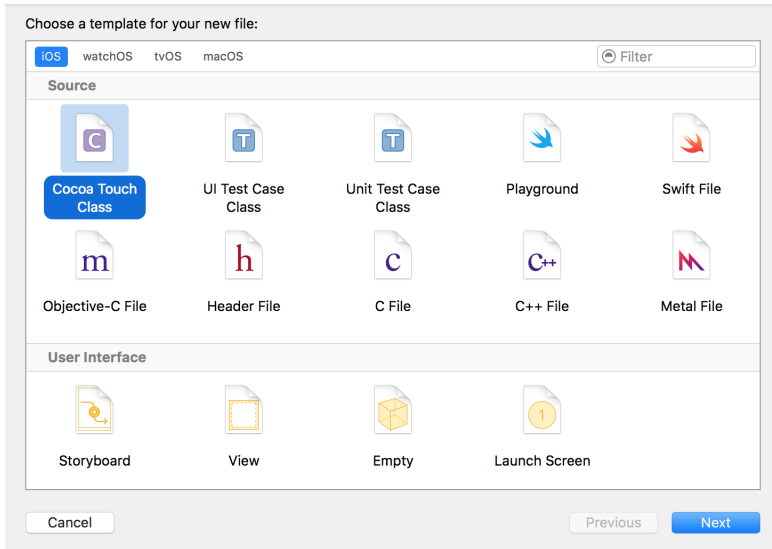 Choose a template for your new file:
iOS watchOS tvOS macOS Filter
Source
C T T
Cocoa Touch Class UI Test Case Class Unit Test Case Class Playground Swift File
m h c C++
Objective-C File Header File C File C++ File Metal File
User Interface
1
Storyboard View Empty Launch Screen
Cancel Previous Next